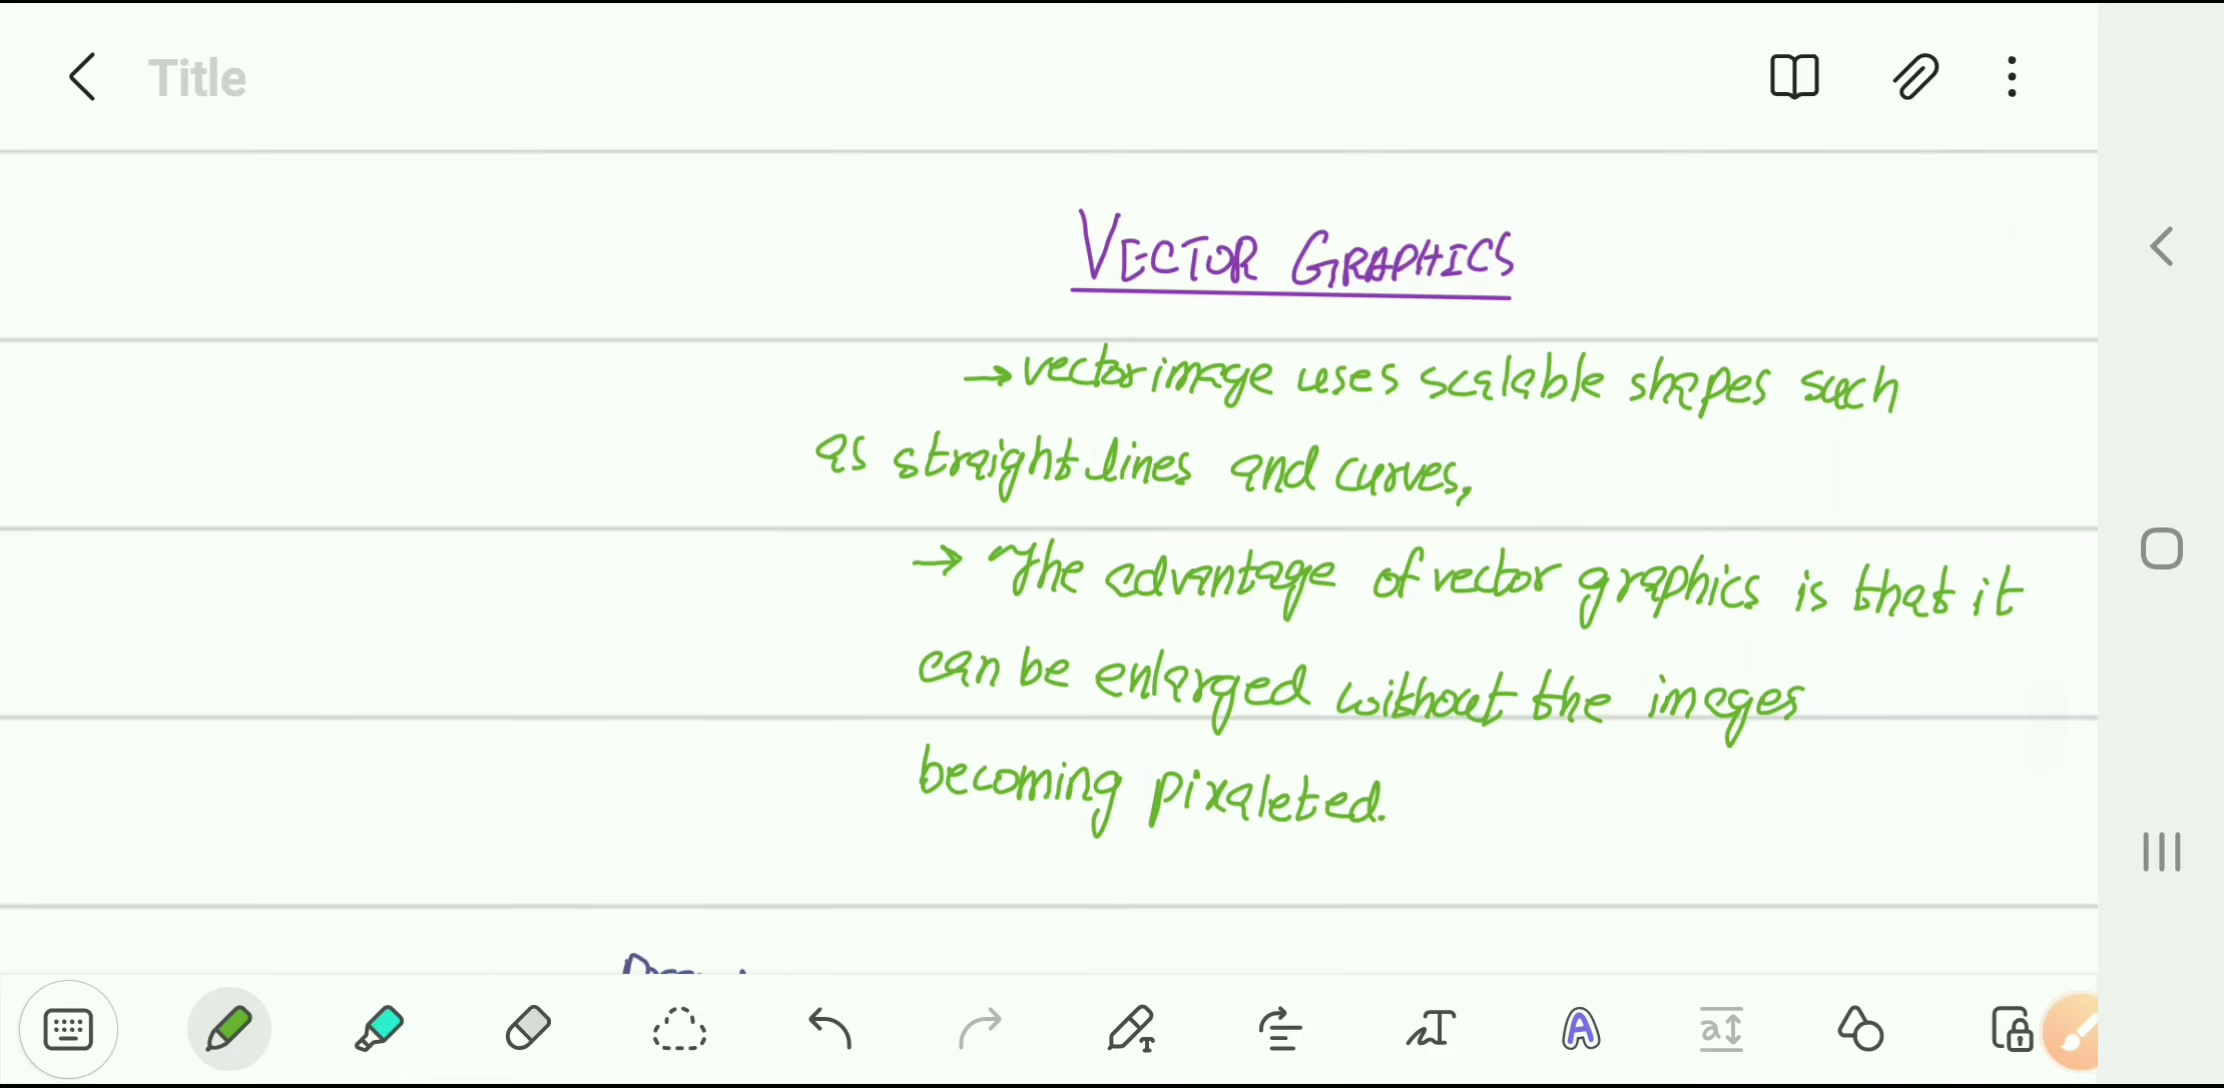 Title
VECTOR GRAPHICS
→ vector image uses scalable shapes such
as straight lines and curves,
→ The advantage of vector graphics is that it
can be enlarged without the images
becoming pixaleted.